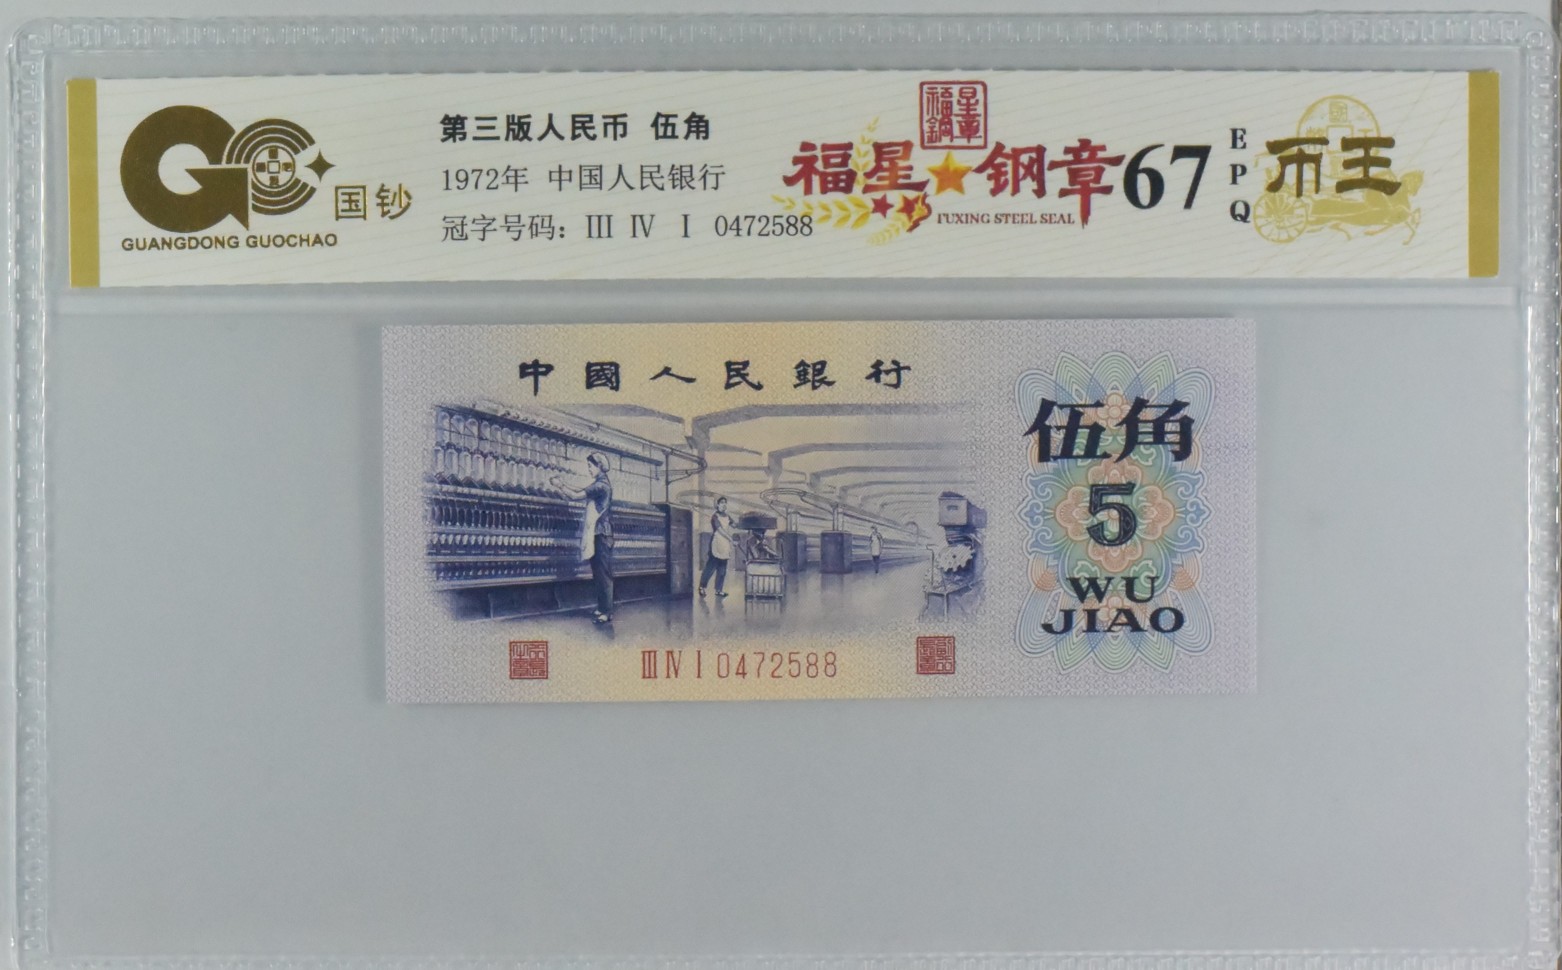 GC
国钞
GUANGDONG GUOCHAO
第三版人民币 伍角
1972年 中国人民银行
冠字号码：Ⅲ Ⅳ Ⅰ 0472588
福星鋼章
福星★钢章
FUXING STEEL SEAL
67
EPQ
币王
中國人民銀行
伍角
5
WU
JIAO
Ⅲ Ⅳ Ⅰ 0472588